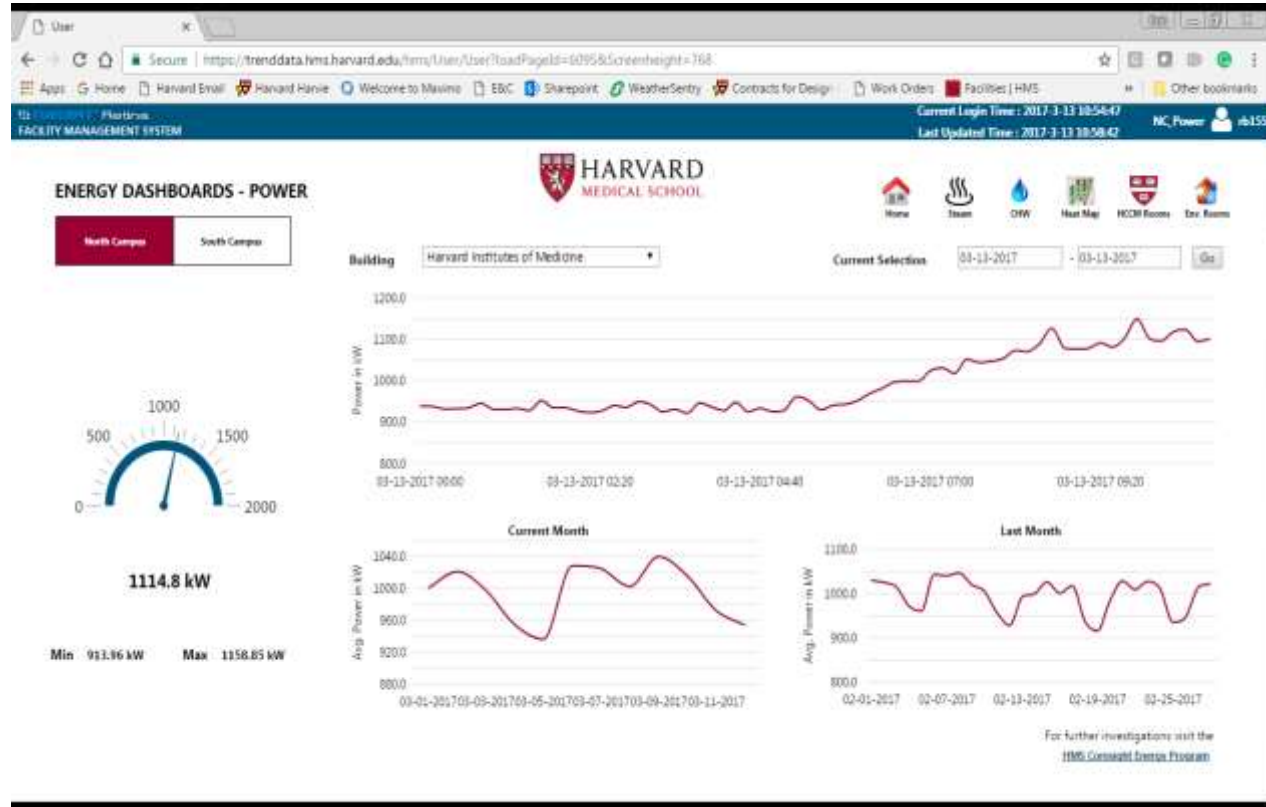 User
Secure https://trenddata.hms.harvard.edu/hms/User/User?loadPageId=6095&Screenheight=768
Apps Home Harvard Email Harvard Harvie Welcome to Maximo E&C Sharepoint WeatherSentry Contracts for Design Work Orders Facilities | HMS » Other bookmarks
FACILITY MANAGEMENT SYSTEM
Current Login Time : 2017-3-13 10:54:47
Last Updated Time : 2017-3-13 10:58:42
NC_Power rb155
HARVARD
MEDICAL SCHOOL
ENERGY DASHBOARDS - POWER
Home Steam CHW Heat Map HCCM Rooms Env. Rooms
North Campus South Campus
Building Harvard Institutes of Medicine Current Selection 03-13-2017 - 03-13-2017 Go
1200.0
1100.0
1000.0
900.0
800.0
Power in kW
03-13-2017 00:00 03-13-2017 02:20 03-13-2017 04:40 03-13-2017 07:00 03-13-2017 09:20
0 500 1000 1500 2000
1114.8 kW
Min 913.96 kW Max 1158.85 kW
Current Month
1040.0
1000.0
960.0
920.0
880.0
Avg. Power in kW
03-01-2017 03-03-2017 03-05-2017 03-07-2017 03-09-2017 03-11-2017
Last Month
1100.0
1000.0
900.0
800.0
Avg. Power in kW
02-01-2017 02-07-2017 02-13-2017 02-19-2017 02-25-2017
For further investigations visit the
HMS Energy Program